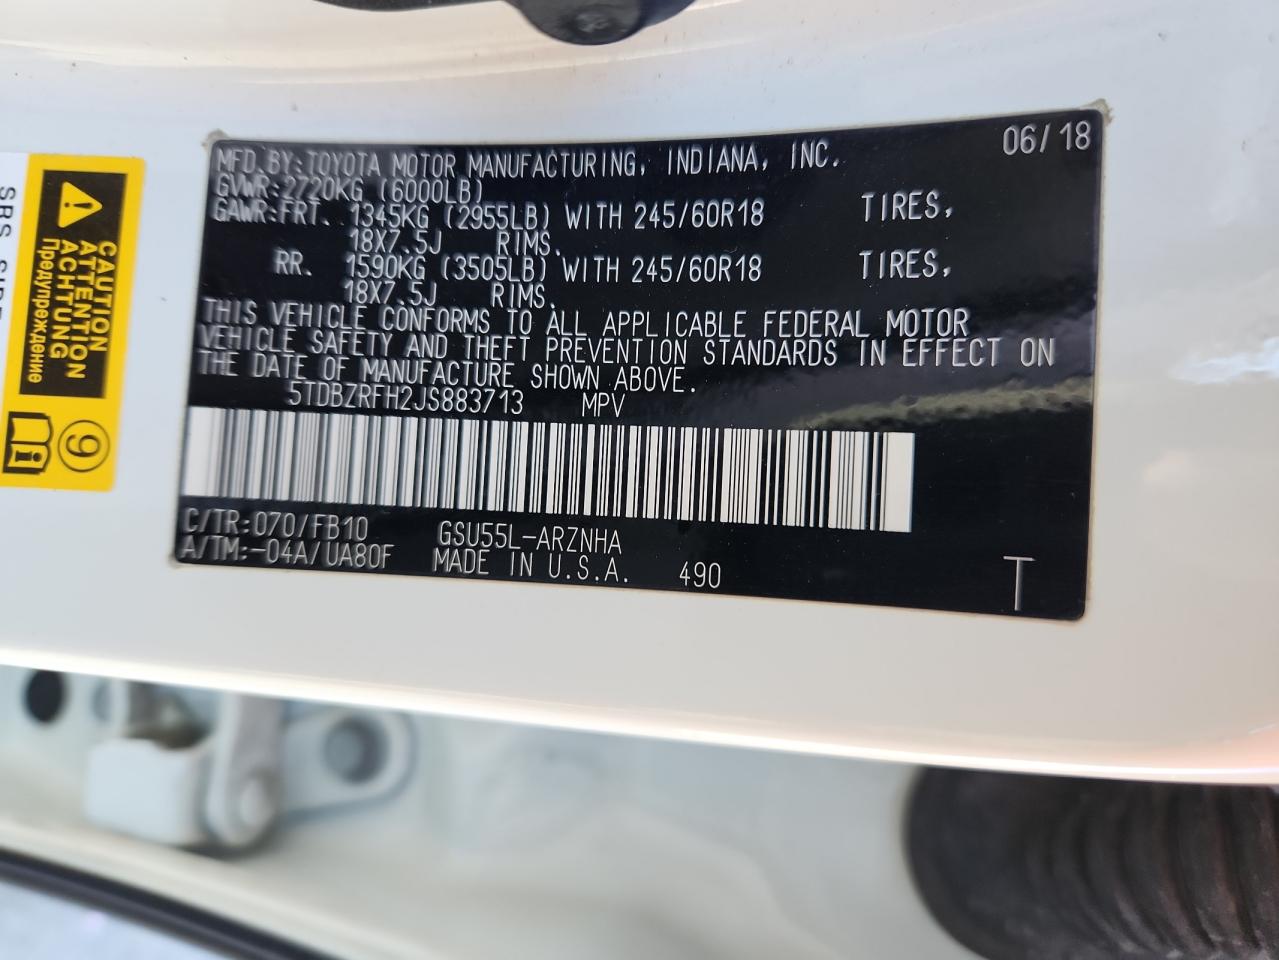 06/18
MFD.BY:TOYOTA MOTOR MANUFACTURING, INDIANA, INC.
GVWR:2720KG (6000LB)
GAWR:FRT. 1345KG (2955LB) WITH 245/60R18 TIRES,
18X7.5J RIMS.
RR. 1590KG (3505LB) WITH 245/60R18 TIRES,
18X7.5J RIMS.
THIS VEHICLE CONFORMS TO ALL APPLICABLE FEDERAL MOTOR
VEHICLE SAFETY AND THEFT PREVENTION STANDARDS IN EFFECT ON
THE DATE OF MANUFACTURE SHOWN ABOVE.
5TDBZRFH2JS883713 MPV
C/TR:070/FB10 GSU55L-ARZNHA
A/TM:-04A/UA80F MADE IN U.S.A. 490
T
CAUTION
ATTENTION
ACHTUNG
Предупреждение
9
i
SRS